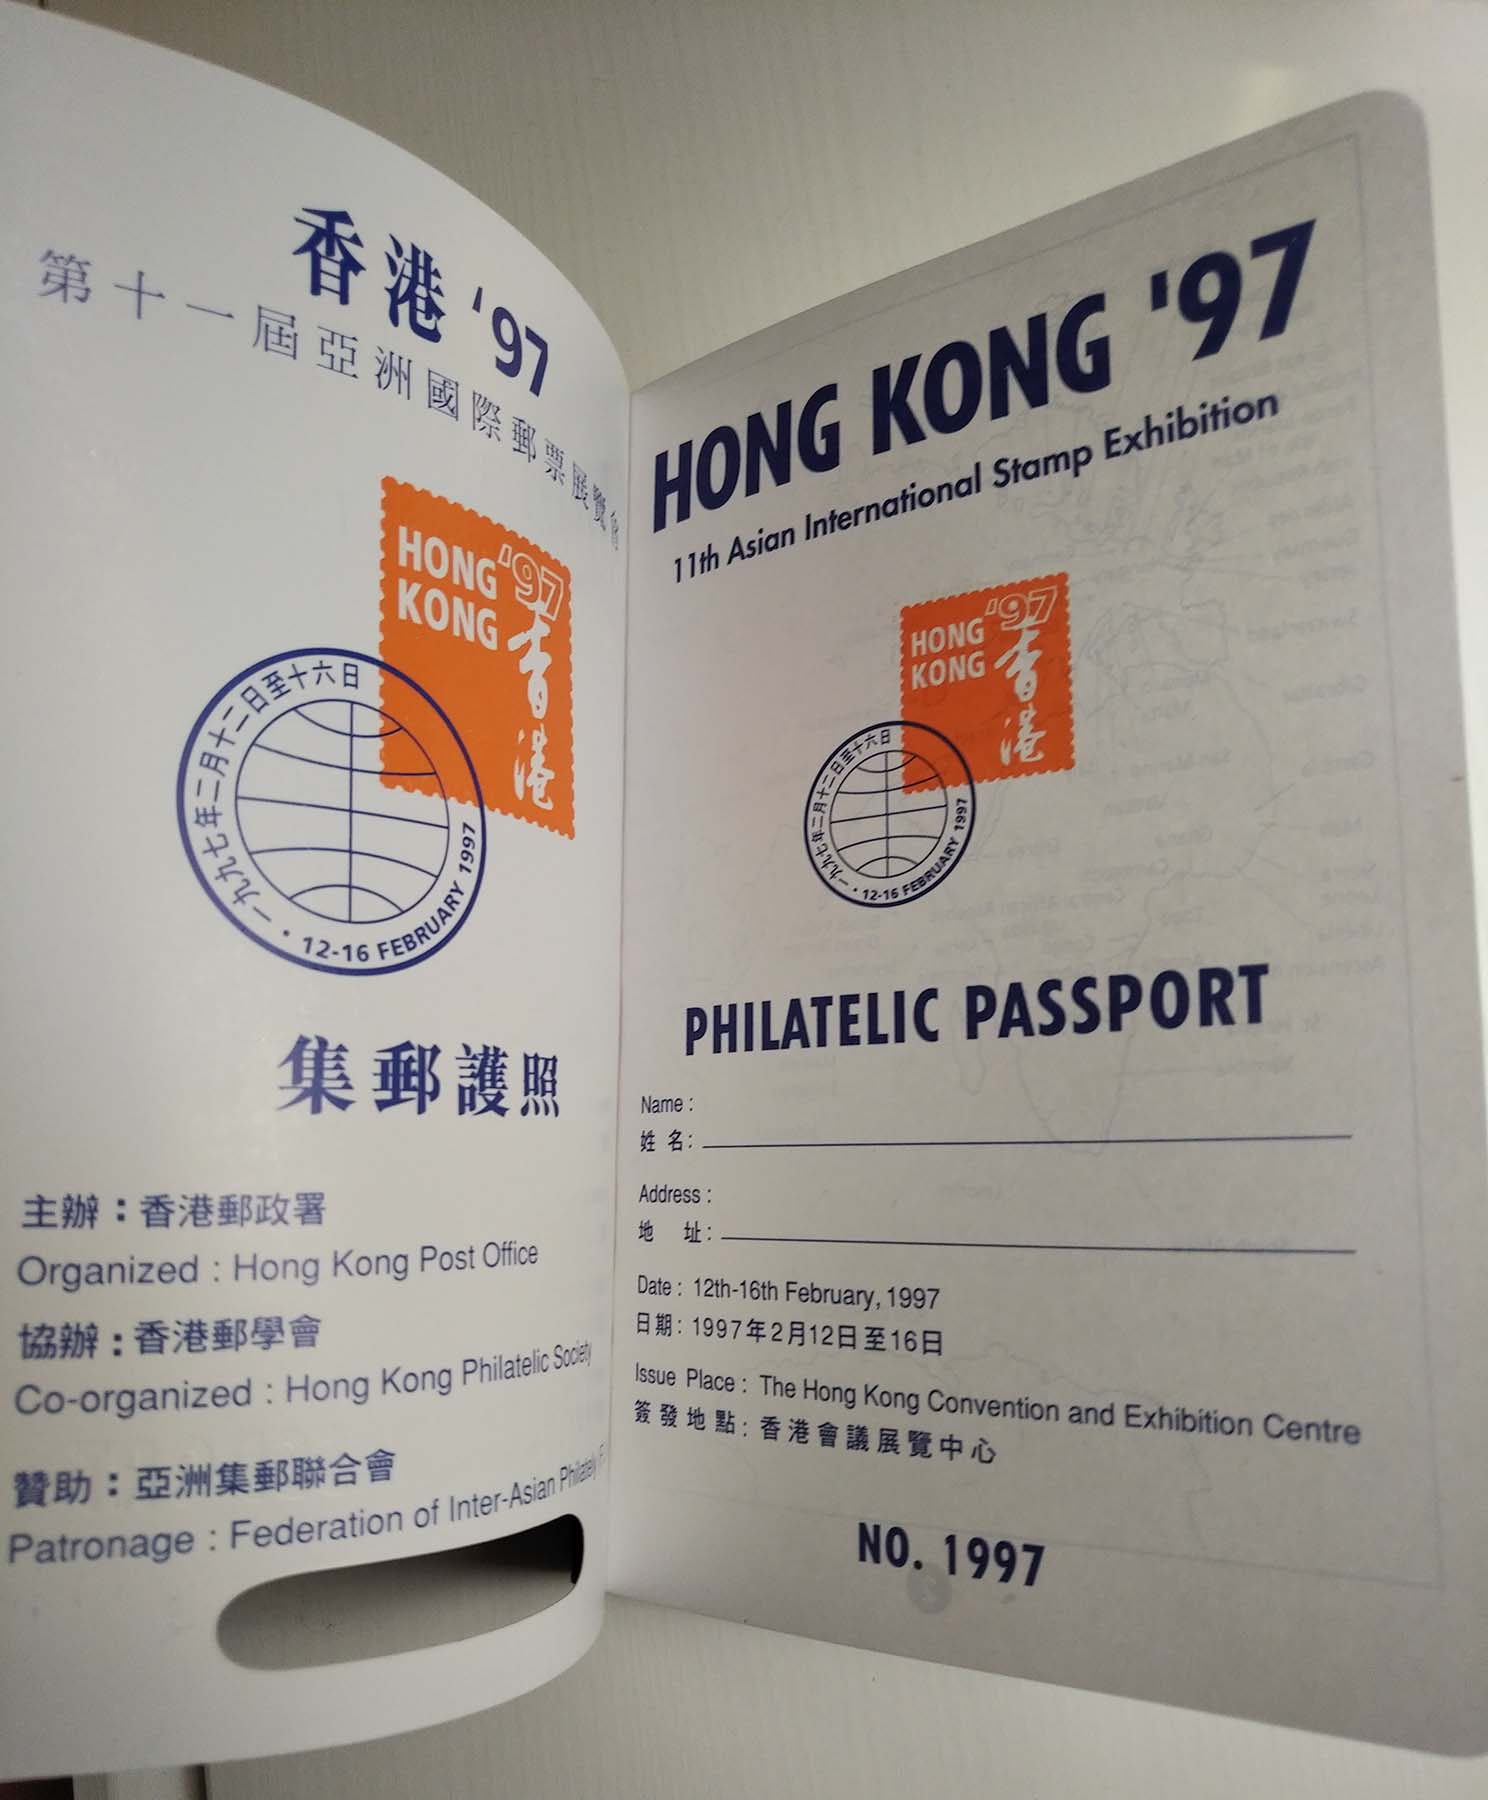 香港 '97
第十一屆亞洲國際郵票展覽會
HONG '97
KONG 香港
一九九七年二月十二日至十六日
· 12-16 FEBRUARY 1997
集郵護照
主辦：香港郵政署
Organized : Hong Kong Post Office
協辦：香港郵學會
Co-organized : Hong Kong Philatelic Society
贊助：亞洲集郵聯合會
Patronage : Federation of Inter-Asian Philately
HONG KONG '97
11th Asian International Stamp Exhibition
HONG '97
KONG 香港
一九九七年二月十二日至十六日
· 12-16 FEBRUARY 1997
PHILATELIC PASSPORT
Name :
姓 名 :
Address :
地 址 :
Date : 12th-16th February, 1997
日期 : 1997年2月12日至16日
Issue Place : The Hong Kong Convention and Exhibition Centre
簽發地點 : 香港會議展覽中心
NO. 1997